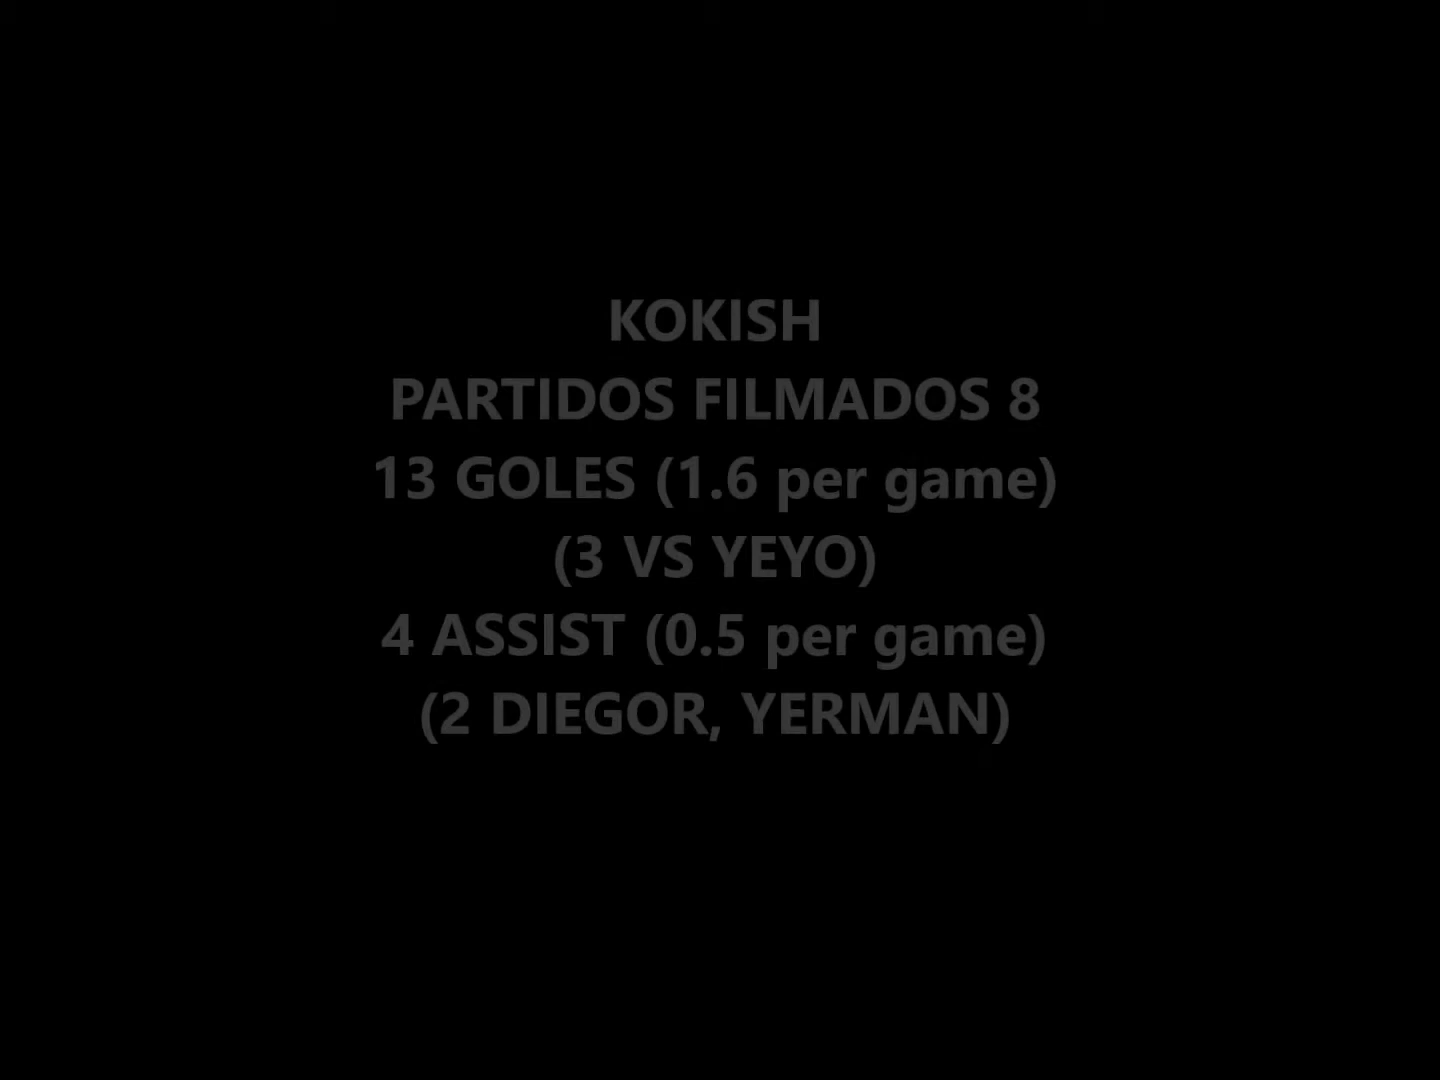 KOKISH
PARTIDOS FILMADOS 8
13 GOLES (1.6 per game)
(3 VS YEYO)
4 ASSIST (0.5 per game)
(2 DIEGOR, YERMAN)